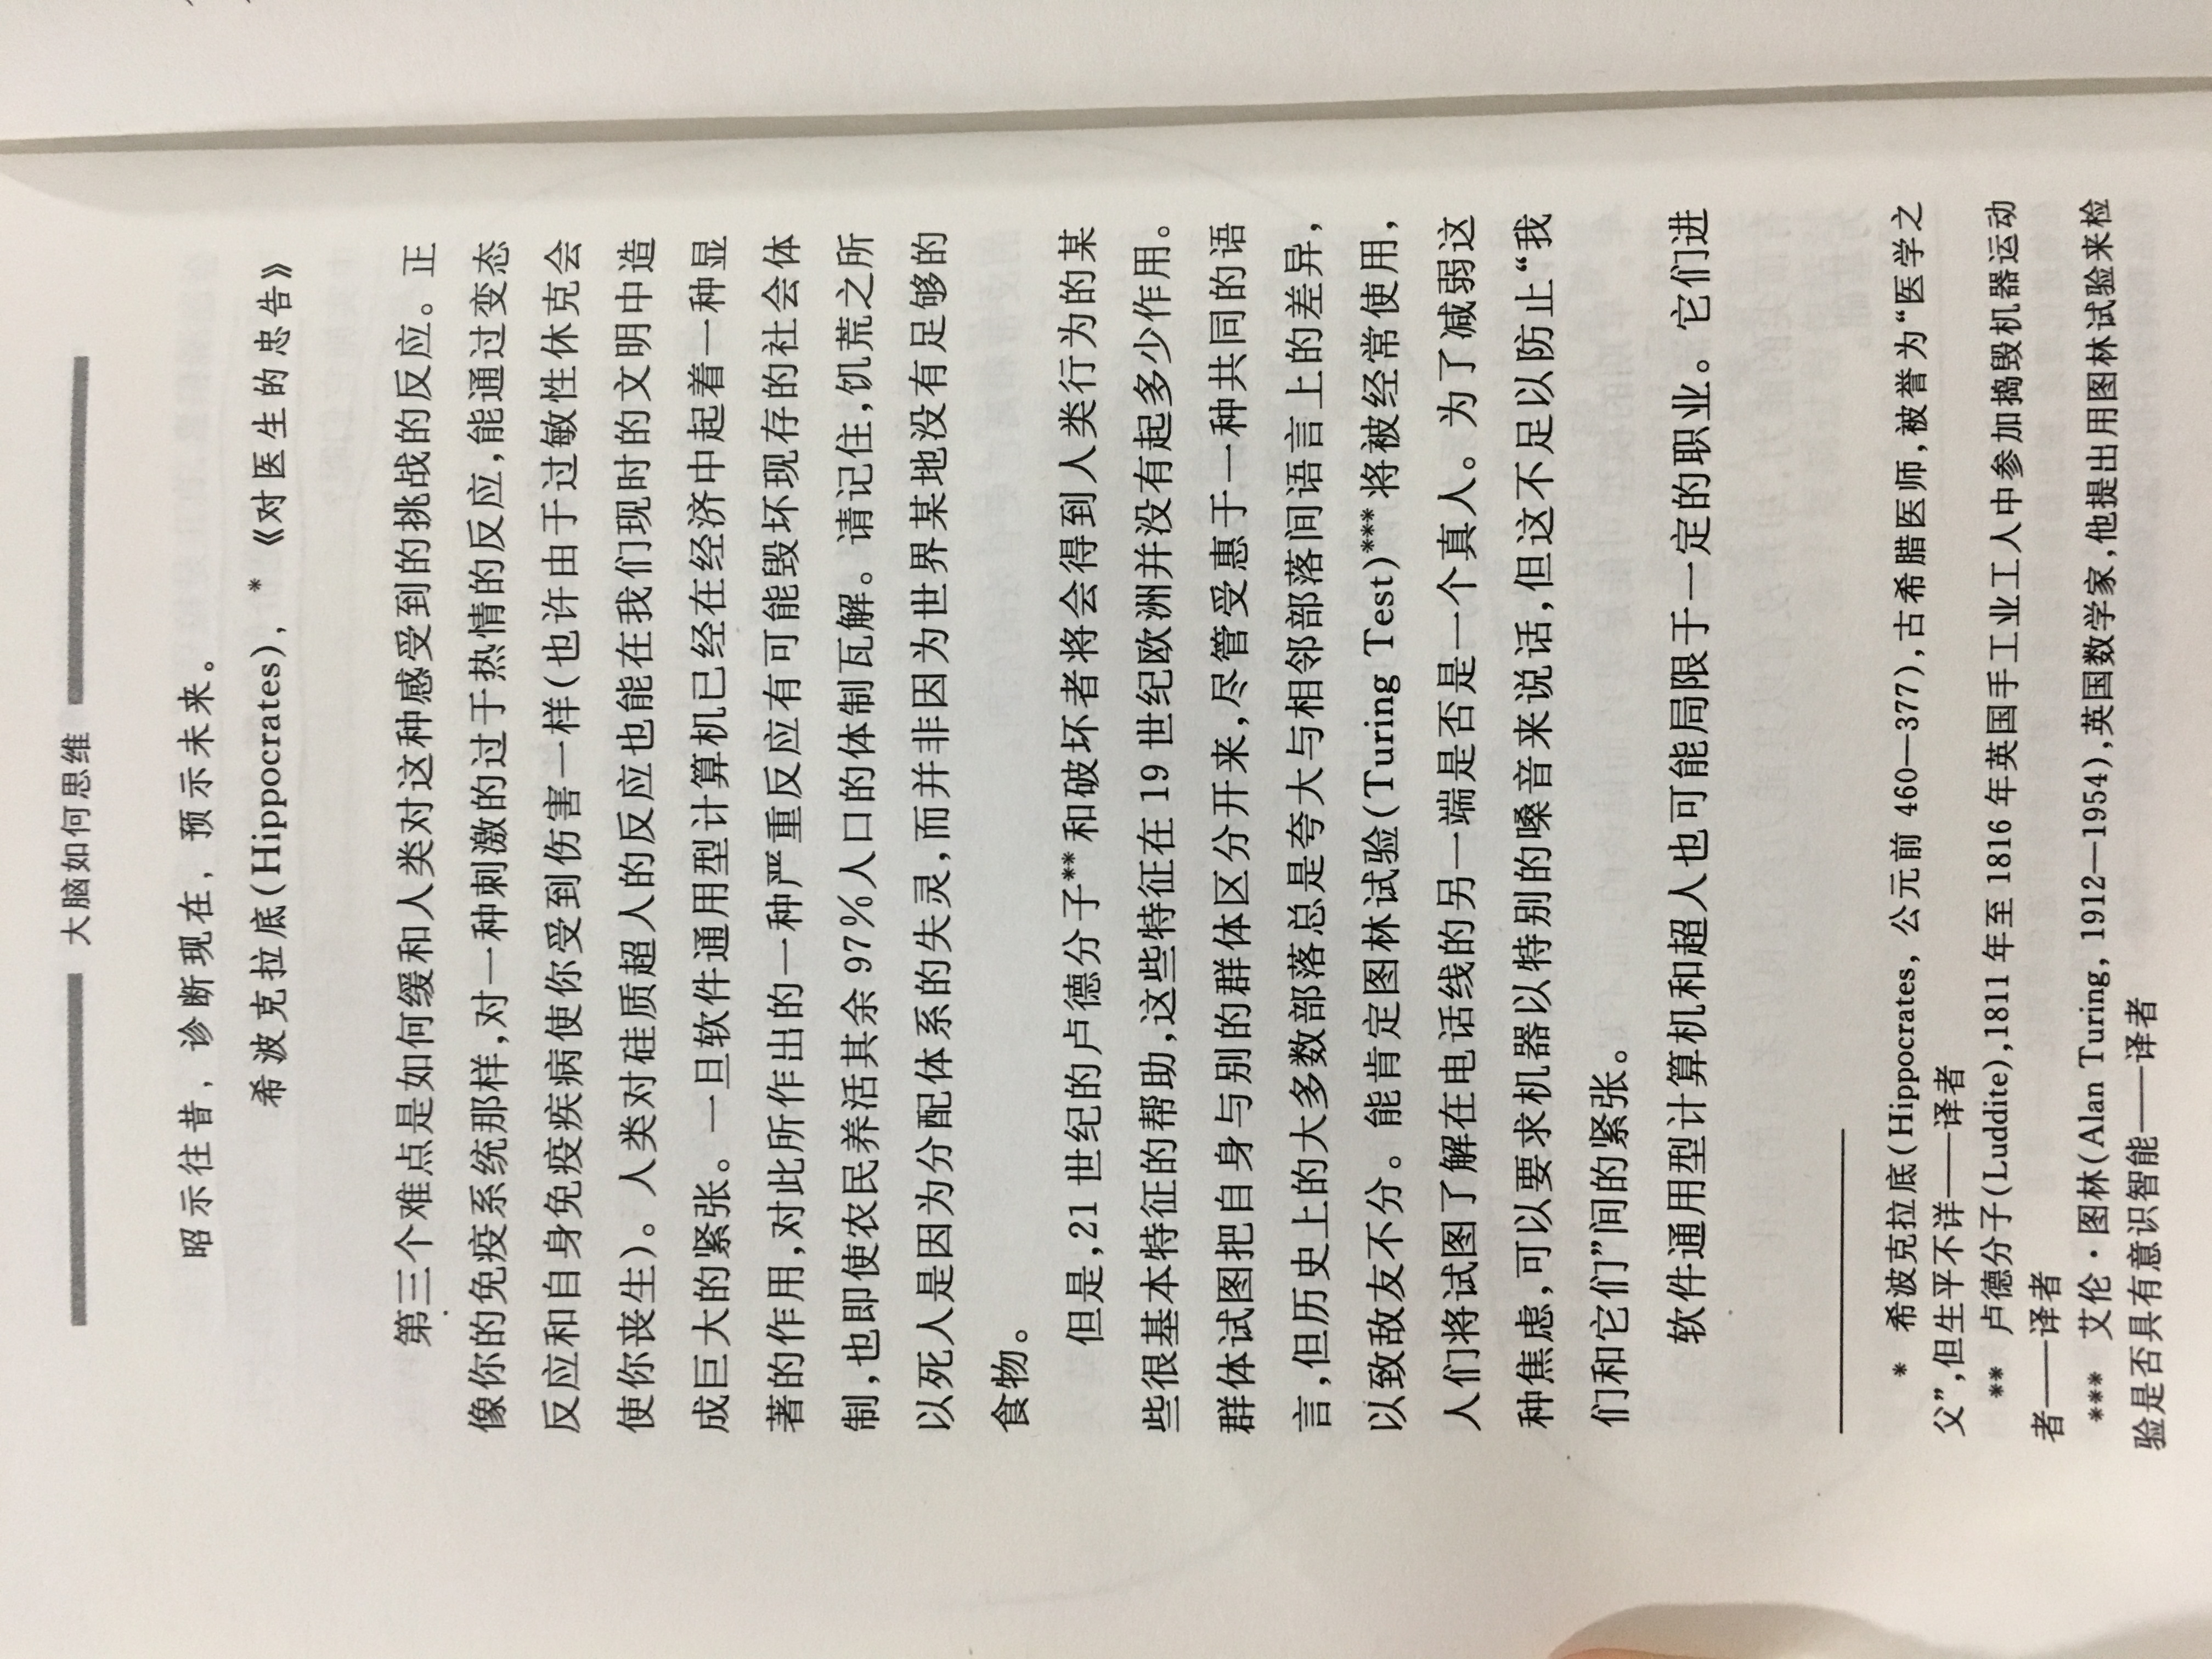 大脑如何思维
昭示往昔，诊断现在，预示未来。
希波克拉底(Hippocrates)，*《对医生的忠告》
第三个难点是如何缓和人类对这种感受到的挑战的反应。正
像你的免疫系统那样，对一种刺激的过于热情的反应，能通过变态
反应和自身免疫疾病使你受到伤害一样(也许由于过敏性休克会
使你丧生)。人类对硅质超人的反应也能在我们现时的文明中造
成巨大的紧张。一旦软件通用型计算机已经在经济中起着一种显
著的作用，对此所作出的一种严重反应有可能毁坏现存的社会体
制，也即使农民养活其余 97%人口的体制瓦解。请记住，饥荒之所
以死人是因为分配体系的失灵，而并非因为世界某地没有足够的
食物。
但是，21 世纪的卢德分子**和破坏者将会得到人类行为的某
些很基本特征的帮助，这些特征在 19 世纪欧洲并没有起多少作用。
群体试图把自身与别的群体区分开来，尽管受惠于一种共同的语
言，但历史上的大多数部落总是夸大与相邻部落间语言上的差异，
以致敌友不分。能肯定图林试验(Turing Test)***将被经常使用，
人们将试图了解在电话线的另一端是否是一个真人。为了减弱这
种焦虑，可以要求机器以特别的嗓音来说话，但这不足以防止“我
们和它们”间的紧张。
软件通用型计算机和超人也可能局限于一定的职业。它们进
* 希波克拉底(Hippocrates, 公元前 460—377)，古希腊医师，被誉为“医学之
父”，但生平不详——译者
** 卢德分子(Luddite)，1811 年至 1816 年英国手工业工人中参加捣毁机器运动
者——译者
*** 艾伦·图林(Alan Turing, 1912—1954)，英国数学家，他提出用图林试验来检
验是否具有意识智能——译者